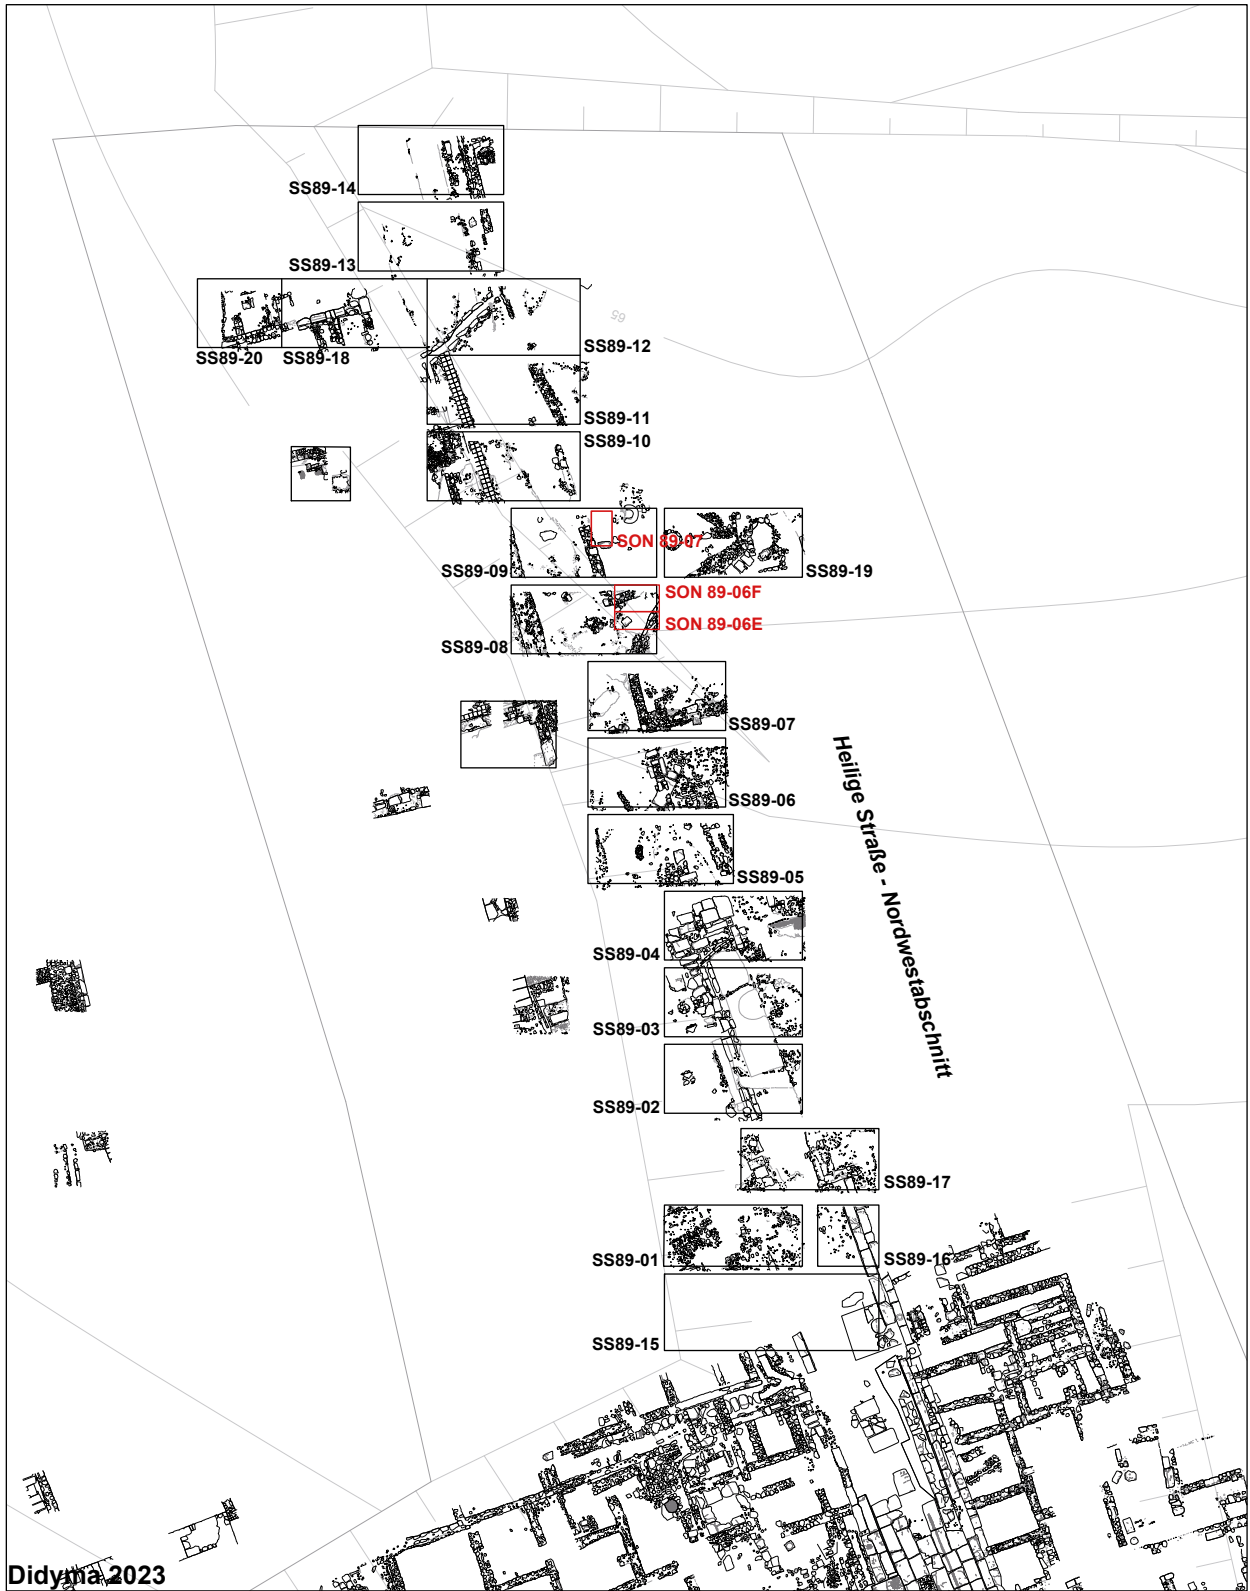 SS89-14
SS89-13
65
SS89-12
SS89-20
SS89-18
SS89-11
SS89-10
SON 89-07
SS89-09
SS89-19
SON 89-06F
SON 89-06E
SS89-08
SS89-07
Heilige Straße - Nordwestabschnitt
SS89-06
SS89-05
SS89-04
SS89-03
SS89-02
SS89-17
SS89-01
SS89-16
SS89-15
Didyma 2023